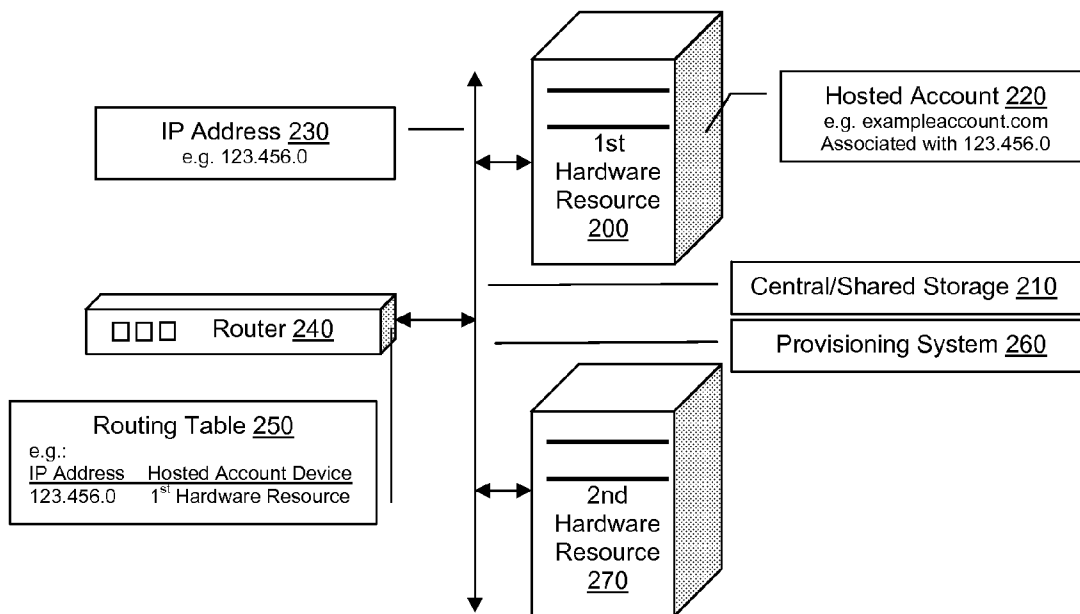 IP Address 230
e.g. 123.456.0
1st
Hardware
Resource
200
Hosted Account 220
e.g. exampleaccount.com
Associated with 123.456.0
Central/Shared Storage 210
Router 240
Provisioning System 260
Routing Table 250
e.g.:
IP Address Hosted Account Device
123.456.0 1st Hardware Resource
2nd
Hardware
Resource
270